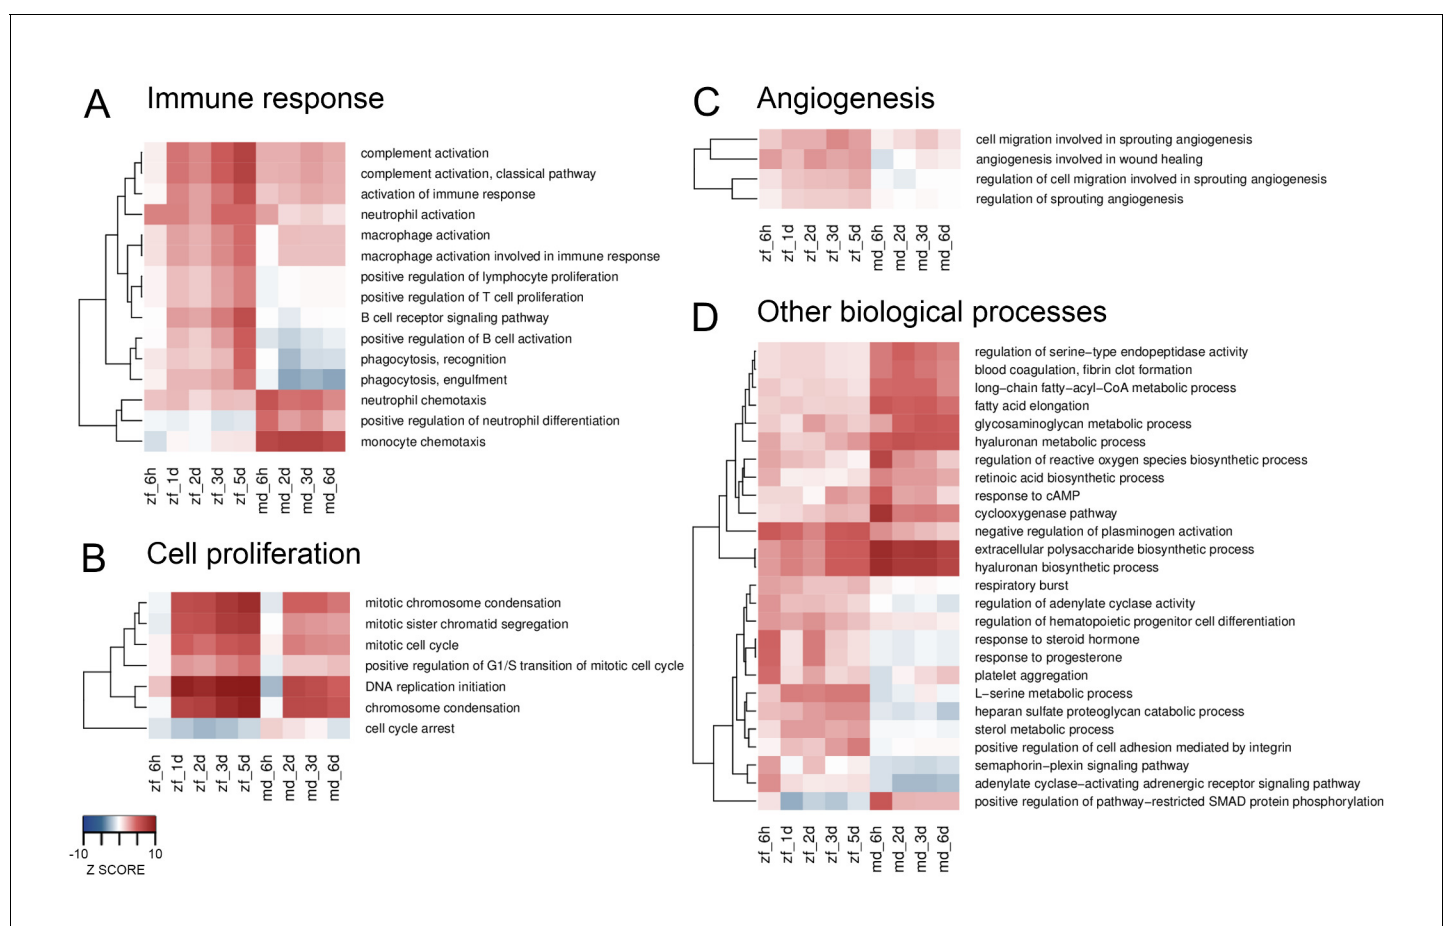 A Immune response
complement activation
complement activation, classical pathway
activation of immune response
neutrophil activation
macrophage activation
macrophage activation involved in immune response
positive regulation of lymphocyte proliferation
positive regulation of T cell proliferation
B cell receptor signaling pathway
positive regulation of B cell activation
phagocytosis, recognition
phagocytosis, engulfment
neutrophil chemotaxis
positive regulation of neutrophil differentiation
monocyte chemotaxis
zf_6h zf_1d zf_2d zf_3d zf_5d md_6h md_2d md_3d md_6d
B Cell proliferation
mitotic chromosome condensation
mitotic sister chromatid segregation
mitotic cell cycle
positive regulation of G1/S transition of mitotic cell cycle
DNA replication initiation
chromosome condensation
cell cycle arrest
zf_6h zf_1d zf_2d zf_3d zf_5d md_6h md_2d md_3d md_6d
-10 10
Z SCORE
C Angiogenesis
cell migration involved in sprouting angiogenesis
angiogenesis involved in wound healing
regulation of cell migration involved in sprouting angiogenesis
regulation of sprouting angiogenesis
zf_6h zf_1d zf_2d zf_3d zf_5d md_6h md_2d md_3d md_6d
D Other biological processes
regulation of serine−type endopeptidase activity
blood coagulation, fibrin clot formation
long−chain fatty−acyl−CoA metabolic process
fatty acid elongation
glycosaminoglycan metabolic process
hyaluronan metabolic process
regulation of reactive oxygen species biosynthetic process
retinoic acid biosynthetic process
response to cAMP
cyclooxygenase pathway
negative regulation of plasminogen activation
extracellular polysaccharide biosynthetic process
hyaluronan biosynthetic process
respiratory burst
regulation of adenylate cyclase activity
regulation of hematopoietic progenitor cell differentiation
response to steroid hormone
response to progesterone
platelet aggregation
L−serine metabolic process
heparan sulfate proteoglycan catabolic process
sterol metabolic process
positive regulation of cell adhesion mediated by integrin
semaphorin−plexin signaling pathway
adenylate cyclase−activating adrenergic receptor signaling pathway
positive regulation of pathway−restricted SMAD protein phosphorylation
zf_6h zf_1d zf_2d zf_3d zf_5d md_6h md_2d md_3d md_6d